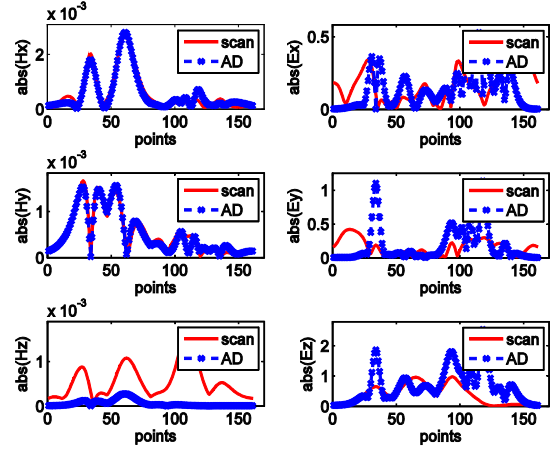 x 10⁻³
abs(Hx)
2
1
0
scan
AD
0 50 100 150
points
abs(Ex)
0.5
0
scan
AD
0 50 100 150
points
x 10⁻³
abs(Hy)
1
0
scan
AD
0 50 100 150
points
abs(Ey)
1
0.5
0
scan
AD
0 50 100 150
points
x 10⁻³
abs(Hz)
1
0
scan
AD
0 50 100 150
points
abs(Ez)
2
1
0
scan
AD
0 50 100 150
points